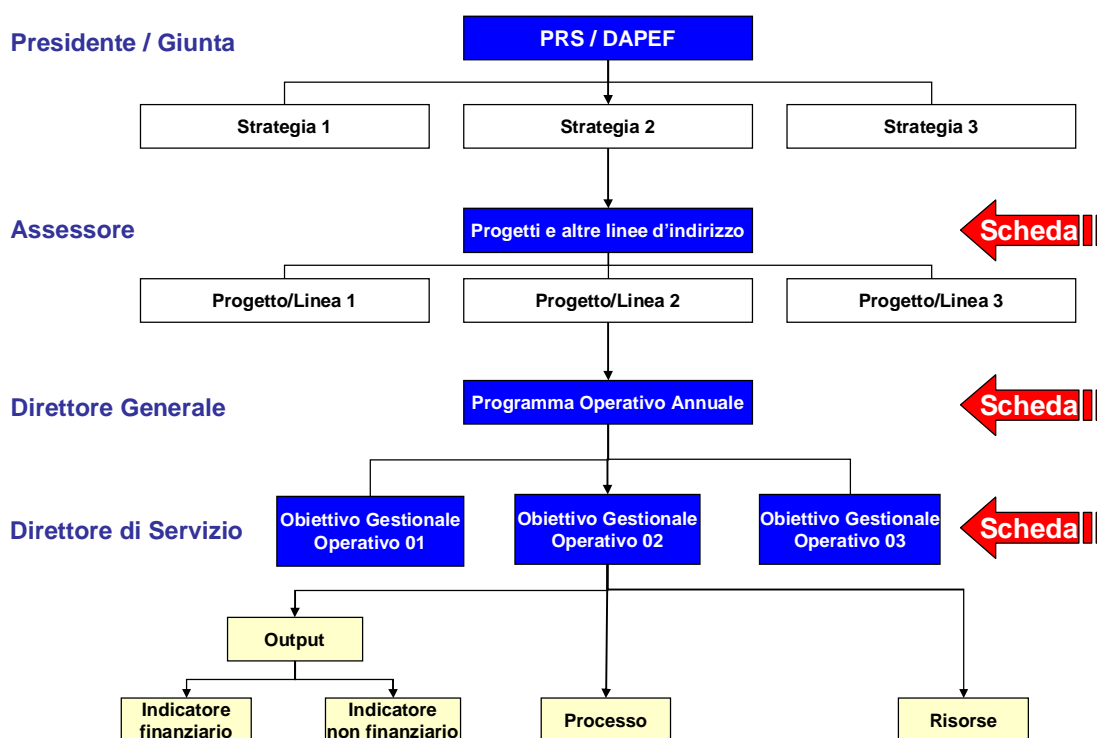 Presidente / Giunta
PRS / DAPEF
Strategia 1
Strategia 2
Strategia 3
Assessore
Progetti e altre linee d'indirizzo
Scheda
Progetto/Linea 1
Progetto/Linea 2
Progetto/Linea 3
Direttore Generale
Programma Operativo Annuale
Scheda
Direttore di Servizio
Obiettivo Gestionale
Operativo 01
Obiettivo Gestionale
Operativo 02
Obiettivo Gestionale
Operativo 03
Scheda
Output
Indicatore
finanziario
Indicatore
non finanziario
Processo
Risorse